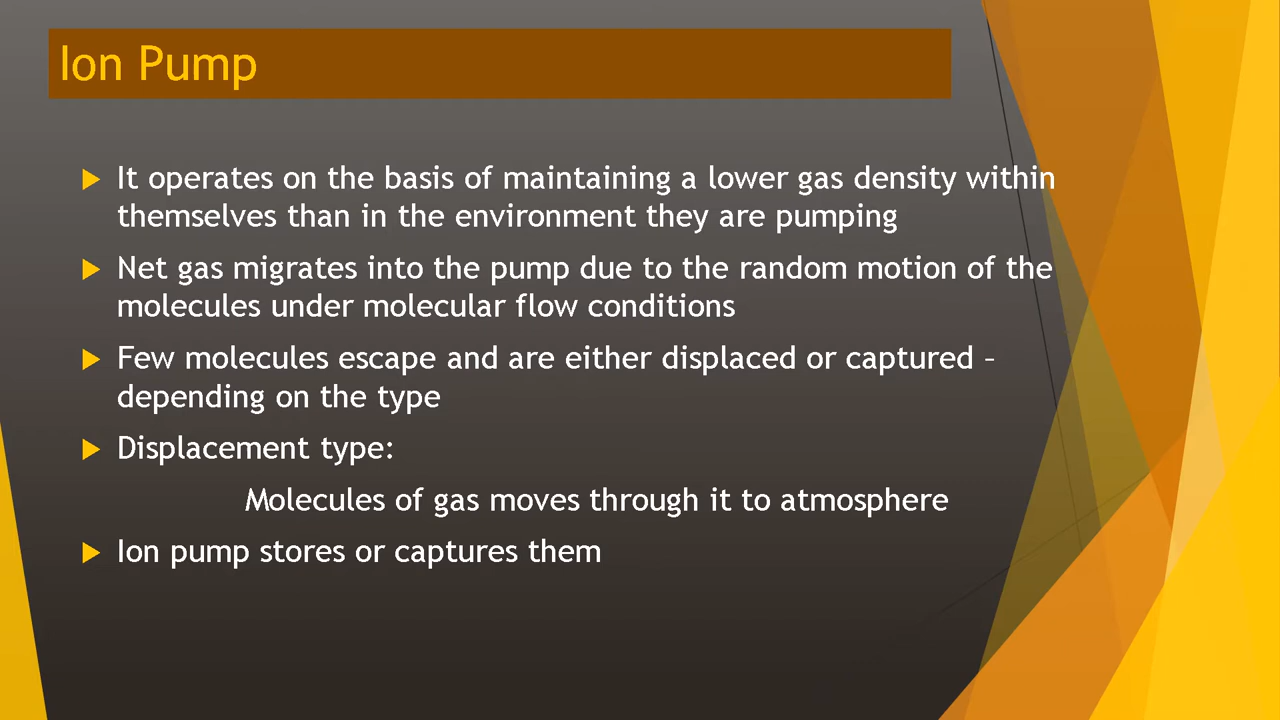 Ion Pump
It operates on the basis of maintaining a lower gas density within
themselves than in the environment they are pumping
Net gas migrates into the pump due to the random motion of the
molecules under molecular flow conditions
Few molecules escape and are either displaced or captured –
depending on the type
Displacement type:
Molecules of gas moves through it to atmosphere
Ion pump stores or captures them